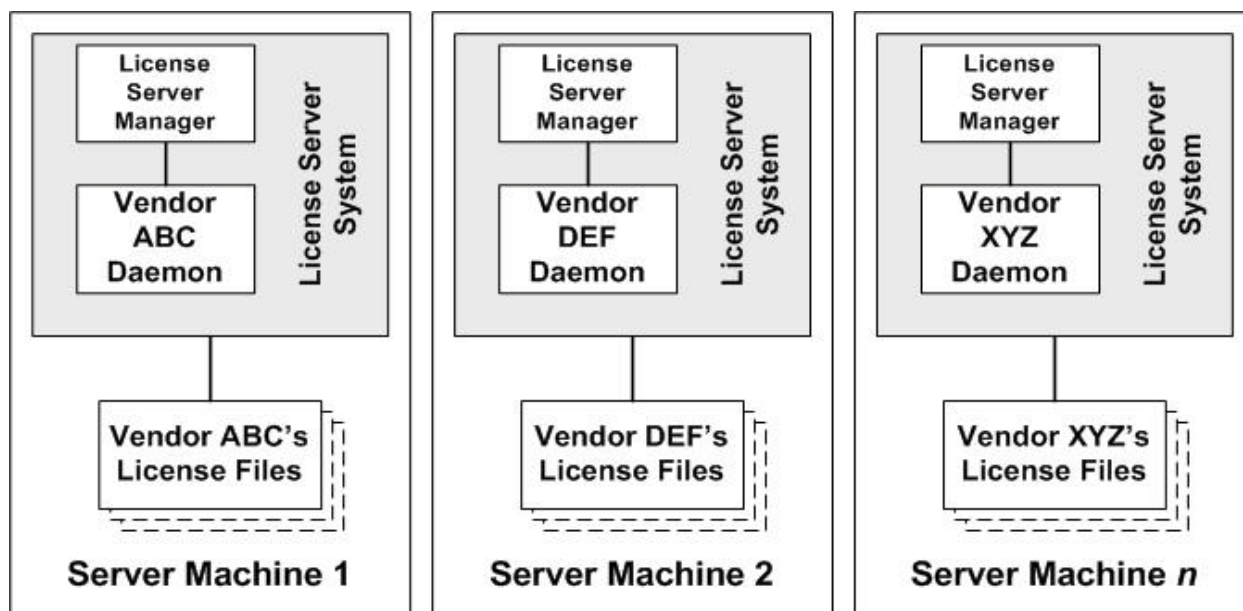 License
Server
Manager
Vendor
ABC
Daemon
License Server
System
Vendor ABC’s
License Files
Server Machine 1
License
Server
Manager
Vendor
DEF
Daemon
License Server
System
Vendor DEF’s
License Files
Server Machine 2
License
Server
Manager
Vendor
XYZ
Daemon
License Server
System
Vendor XYZ’s
License Files
Server Machine n